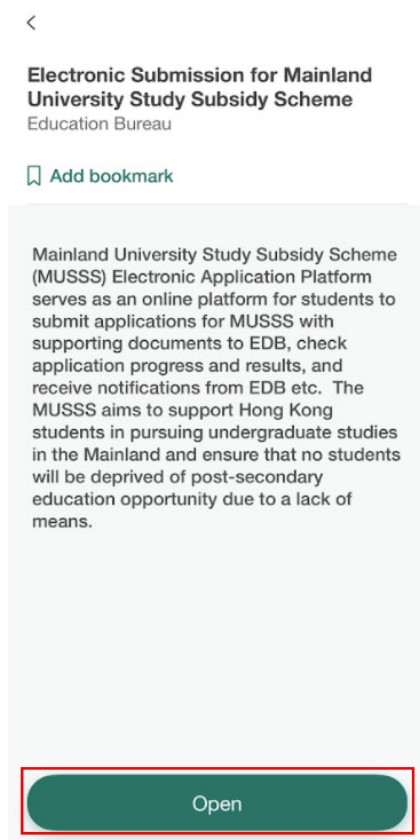 Electronic Submission for Mainland
University Study Subsidy Scheme
Education Bureau
Add bookmark
Mainland University Study Subsidy Scheme
(MUSSS) Electronic Application Platform
serves as an online platform for students to
submit applications for MUSSS with
supporting documents to EDB, check
application progress and results, and
receive notifications from EDB etc.  The
MUSSS aims to support Hong Kong
students in pursuing undergraduate studies
in the Mainland and ensure that no students
will be deprived of post-secondary
education opportunity due to a lack of
means.
Open